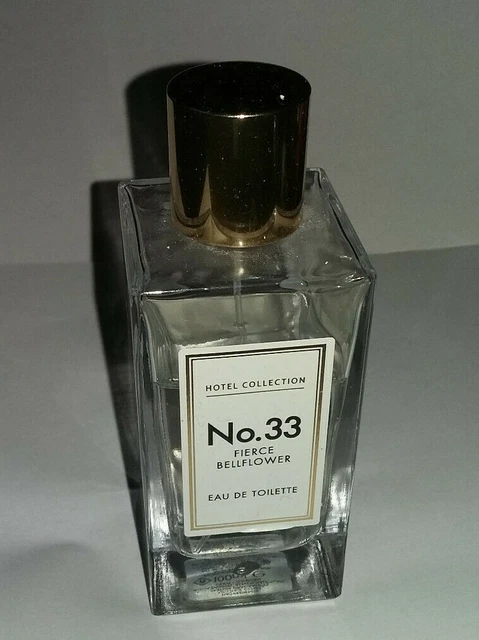 HOTEL COLLECTION
No.33
FIERCE
BELLFLOWER
EAU DE TOILETTE